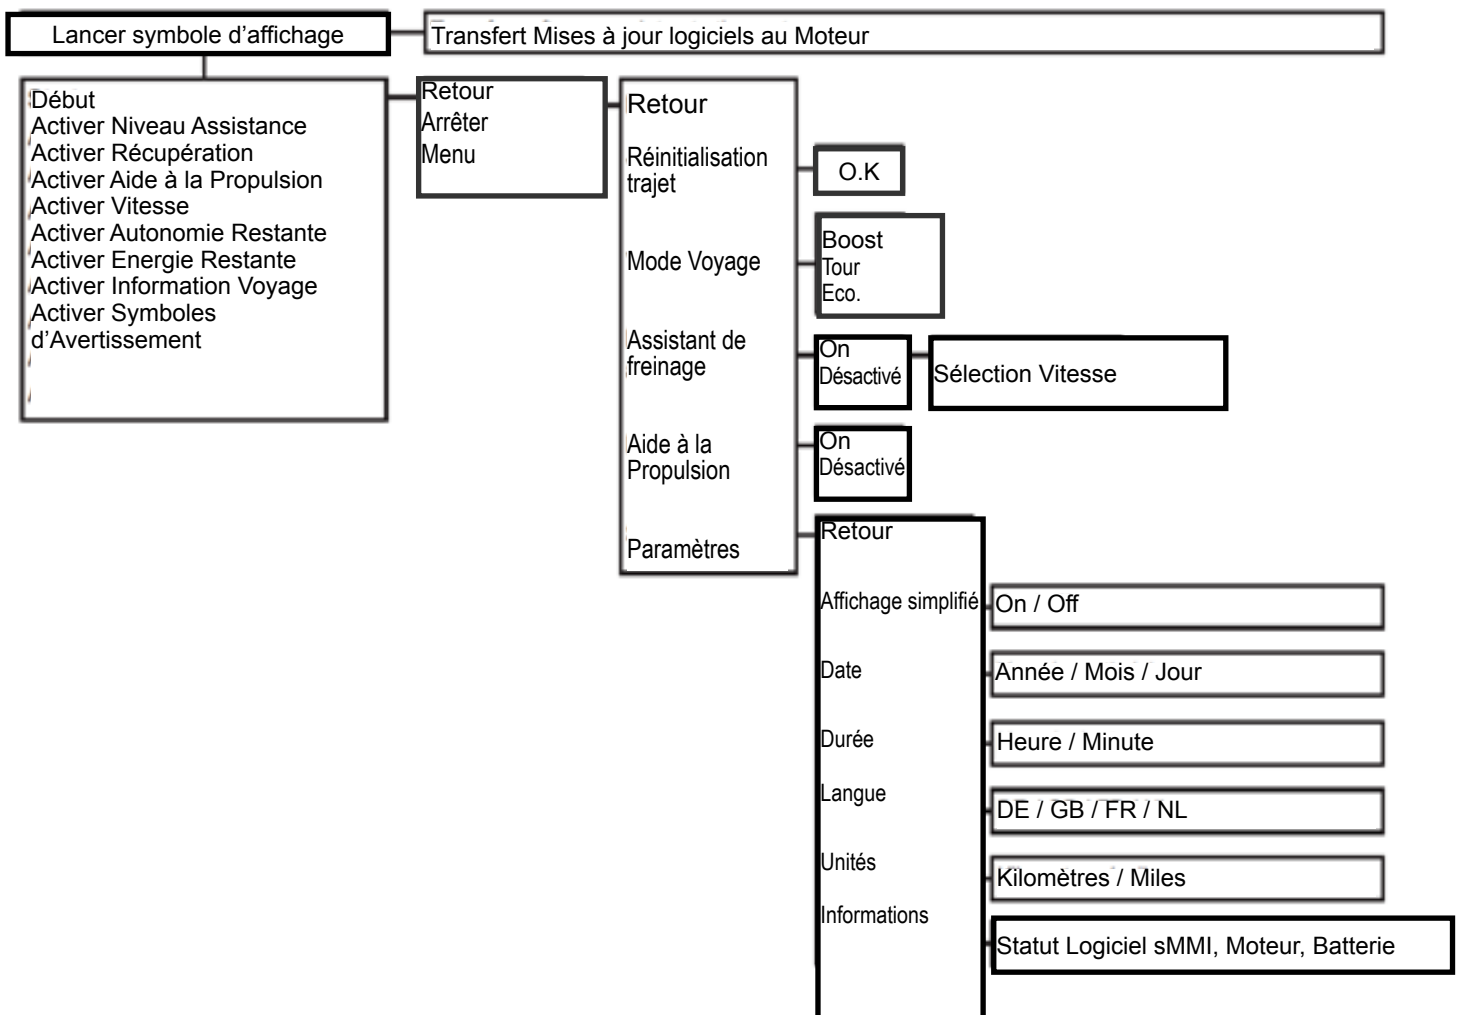 Lancer symbole d’affichage
Transfert Mises à jour logiciels au Moteur
Début
Activer Niveau Assistance
Activer Récupération
Activer Aide à la Propulsion
Activer Vitesse
Activer Autonomie Restante
Activer Energie Restante
Activer Information Voyage
Activer Symboles
d’Avertissement
Retour
Arrêter
Menu
Retour
Réinitialisation
trajet
O.K
Mode Voyage
Boost
Tour
Eco.
Assistant de
freinage
On
Désactivé
Sélection Vitesse
Aide à la
Propulsion
On
Désactivé
Paramètres
Retour
Affichage simplifié
On / Off
Date
Année / Mois / Jour
Durée
Heure / Minute
Langue
DE / GB / FR / NL
Unités
Kilomètres / Miles
Informations
Statut Logiciel sMMI, Moteur, Batterie